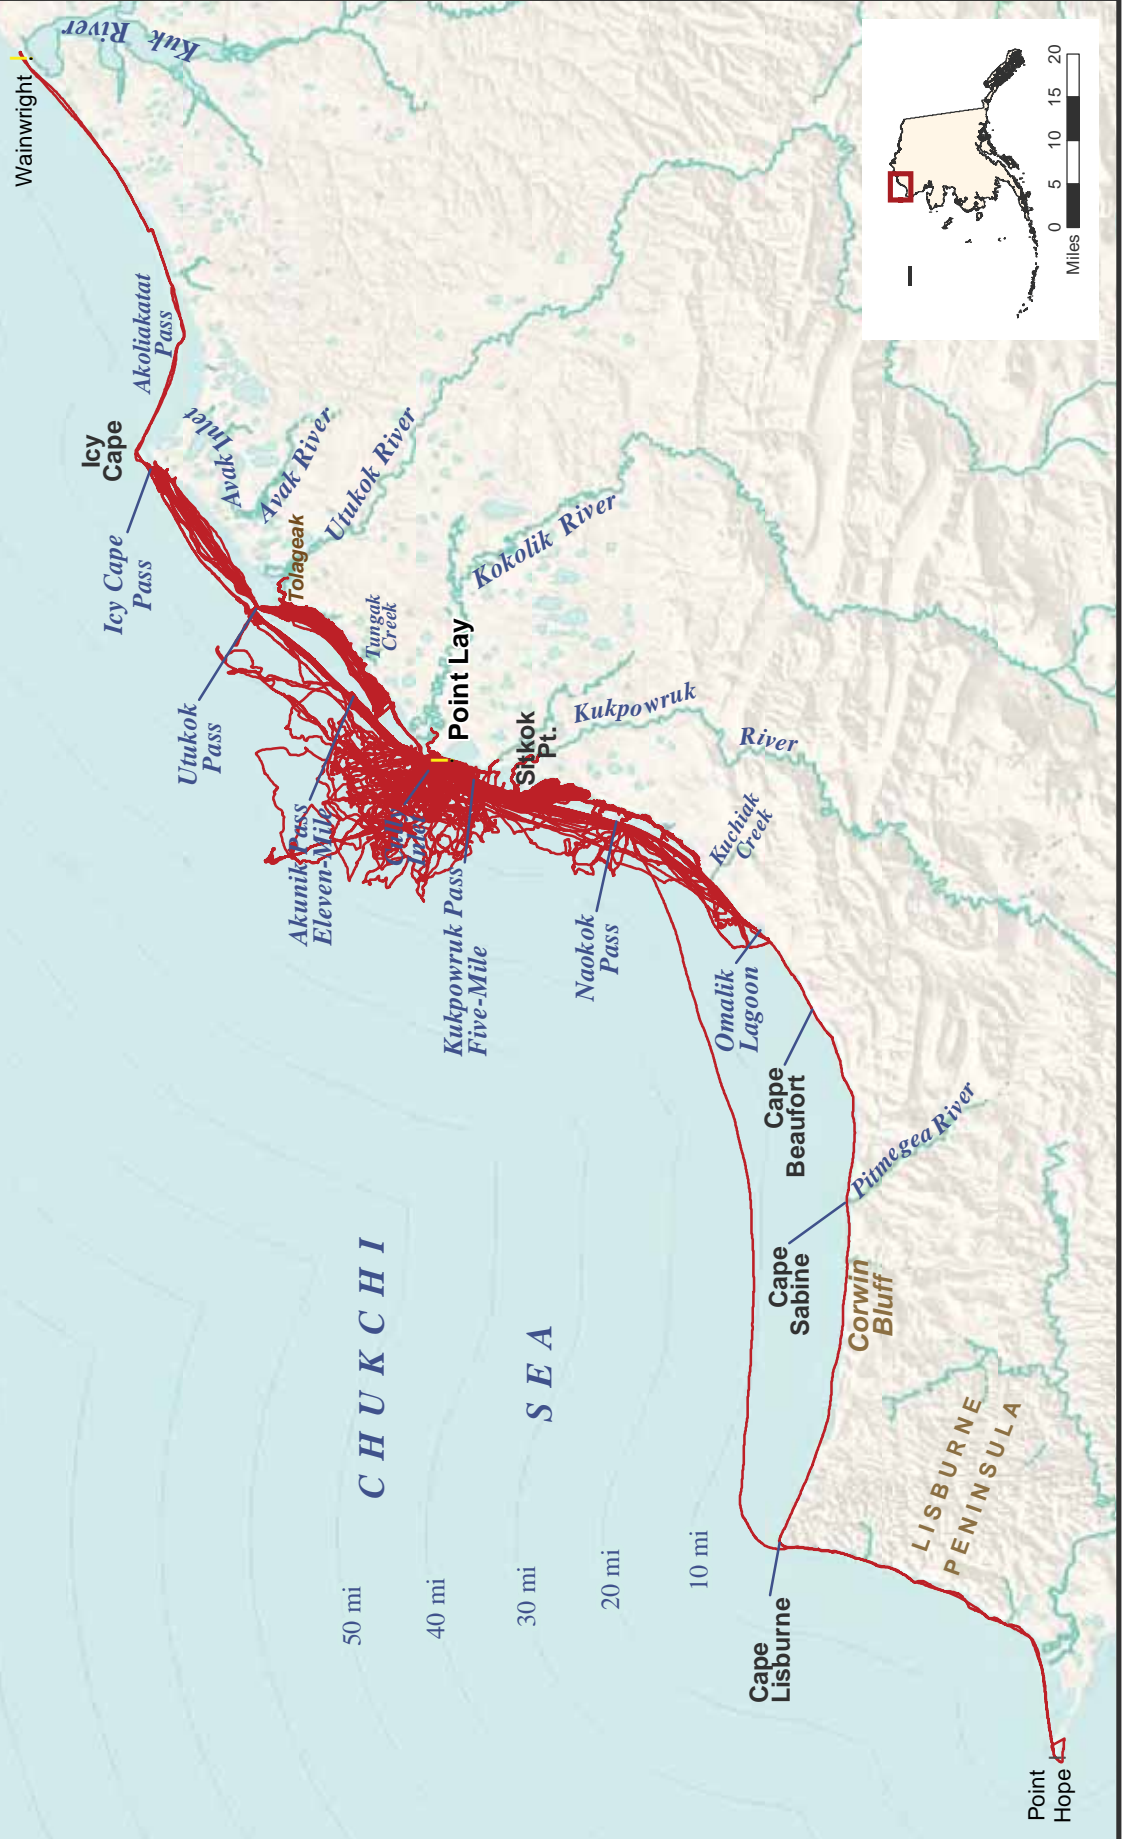 Wainwright
Kuk River
Akoliakatat
Pass
Icy
Cape
Avak Inlet
Avak River
Utukok River
Icy Cape
Pass
Tolageak
Kokolik River
Tungak
Creek
Utukok
Pass
Point Lay
Sitkok
Pt.
Kukpowruk
River
Akunik Pass
Eleven-Mile
Kukpowruk Pass
Five-Mile
Kuchiak
Creek
Naokok
Pass
Omalik
Lagoon
Cape
Beaufort
Pitmegea River
Cape
Sabine
Corwin
Bluff
CHUKCHI
SEA
LISBURNE
PENINSULA
50 mi
40 mi
30 mi
20 mi
10 mi
Cape
Lisburne
Point
Hope
0 5 10 15 20
Miles